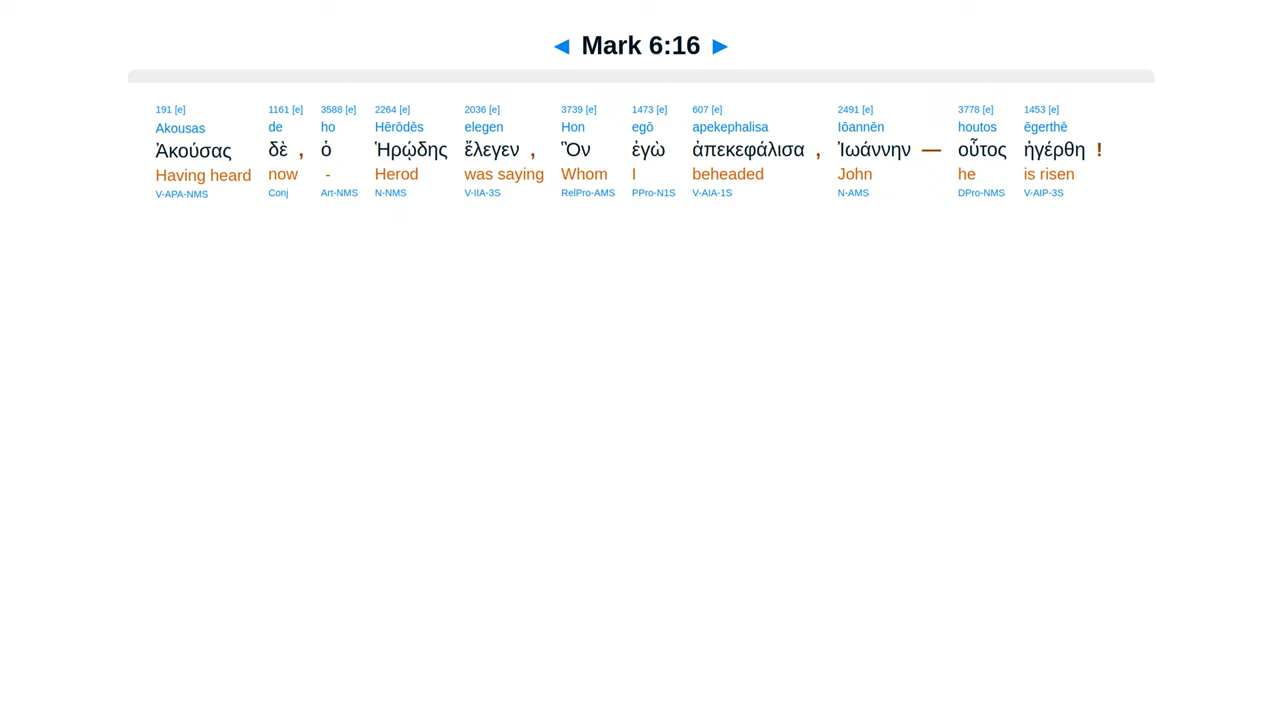 ◄ Mark 6:16 ►
191 [e] 1161 [e] 3588 [e] 2264 [e] 2036 [e] 3739 [e] 1473 [e] 607 [e] 2491 [e] 3778 [e] 1453 [e]
Akousas de ho Hērōdēs elegen Hon egō apekephalisa Iōannēn houtos ēgerthē
Ἀκούσας δὲ , ὁ Ἡρῴδης ἔλεγεν , Ὃν ἐγὼ ἀπεκεφάλισα , Ἰωάννην — οὗτος ἠγέρθη !
Having heard now - Herod was saying Whom I beheaded John he is risen
V-APA-NMS Conj Art-NMS N-NMS V-IIA-3S RelPro-AMS PPro-N1S V-AIA-1S N-AMS DPro-NMS V-AIP-3S